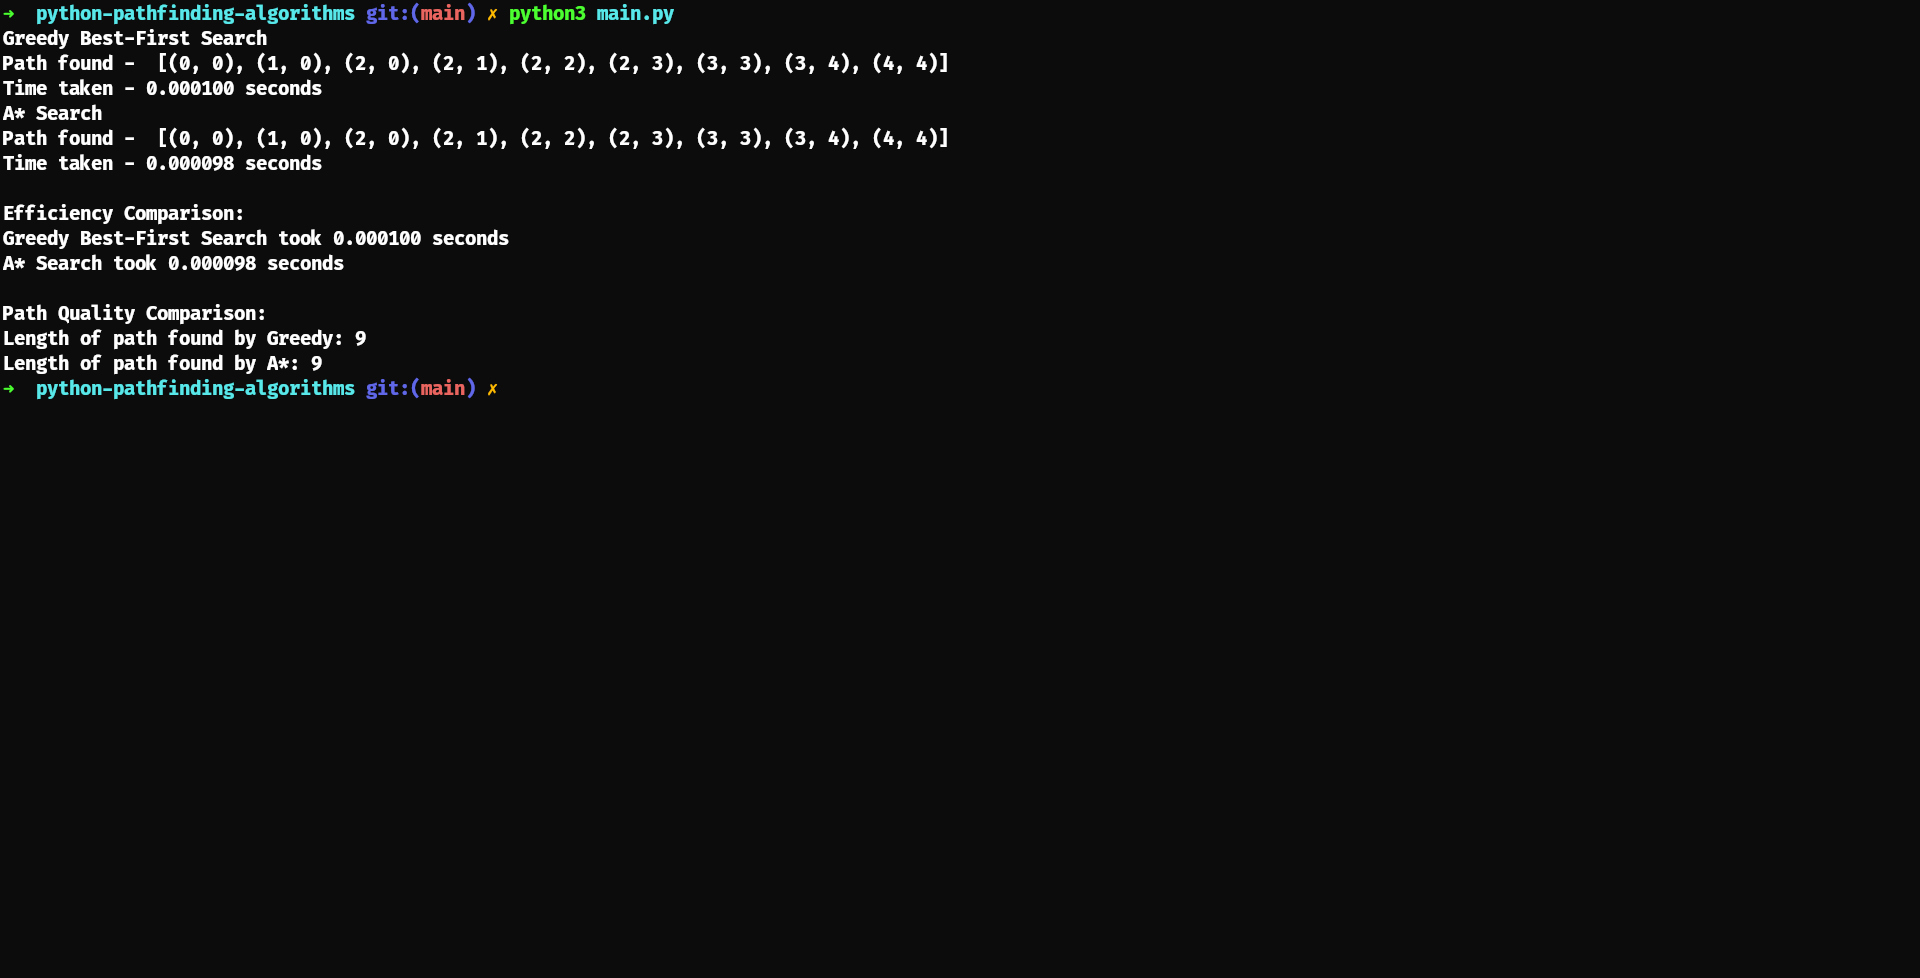 ➜  python-pathfinding-algorithms git:(main) ✗ python3 main.py
Greedy Best-First Search
Path found -  [(0, 0), (1, 0), (2, 0), (2, 1), (2, 2), (2, 3), (3, 3), (3, 4), (4, 4)]
Time taken - 0.000100 seconds
A* Search
Path found -  [(0, 0), (1, 0), (2, 0), (2, 1), (2, 2), (2, 3), (3, 3), (3, 4), (4, 4)]
Time taken - 0.000098 seconds

Efficiency Comparison:
Greedy Best-First Search took 0.000100 seconds
A* Search took 0.000098 seconds

Path Quality Comparison:
Length of path found by Greedy: 9
Length of path found by A*: 9
➜  python-pathfinding-algorithms git:(main) ✗